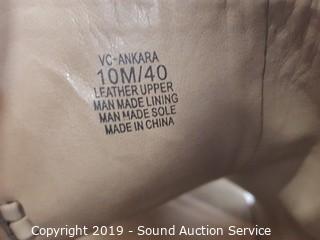 VC-ANKARA
10M/40
LEATHER UPPER
MAN MADE LINING
MAN MADE SOLE
MADE IN CHINA
Copyright 2019 - Sound Auction Service